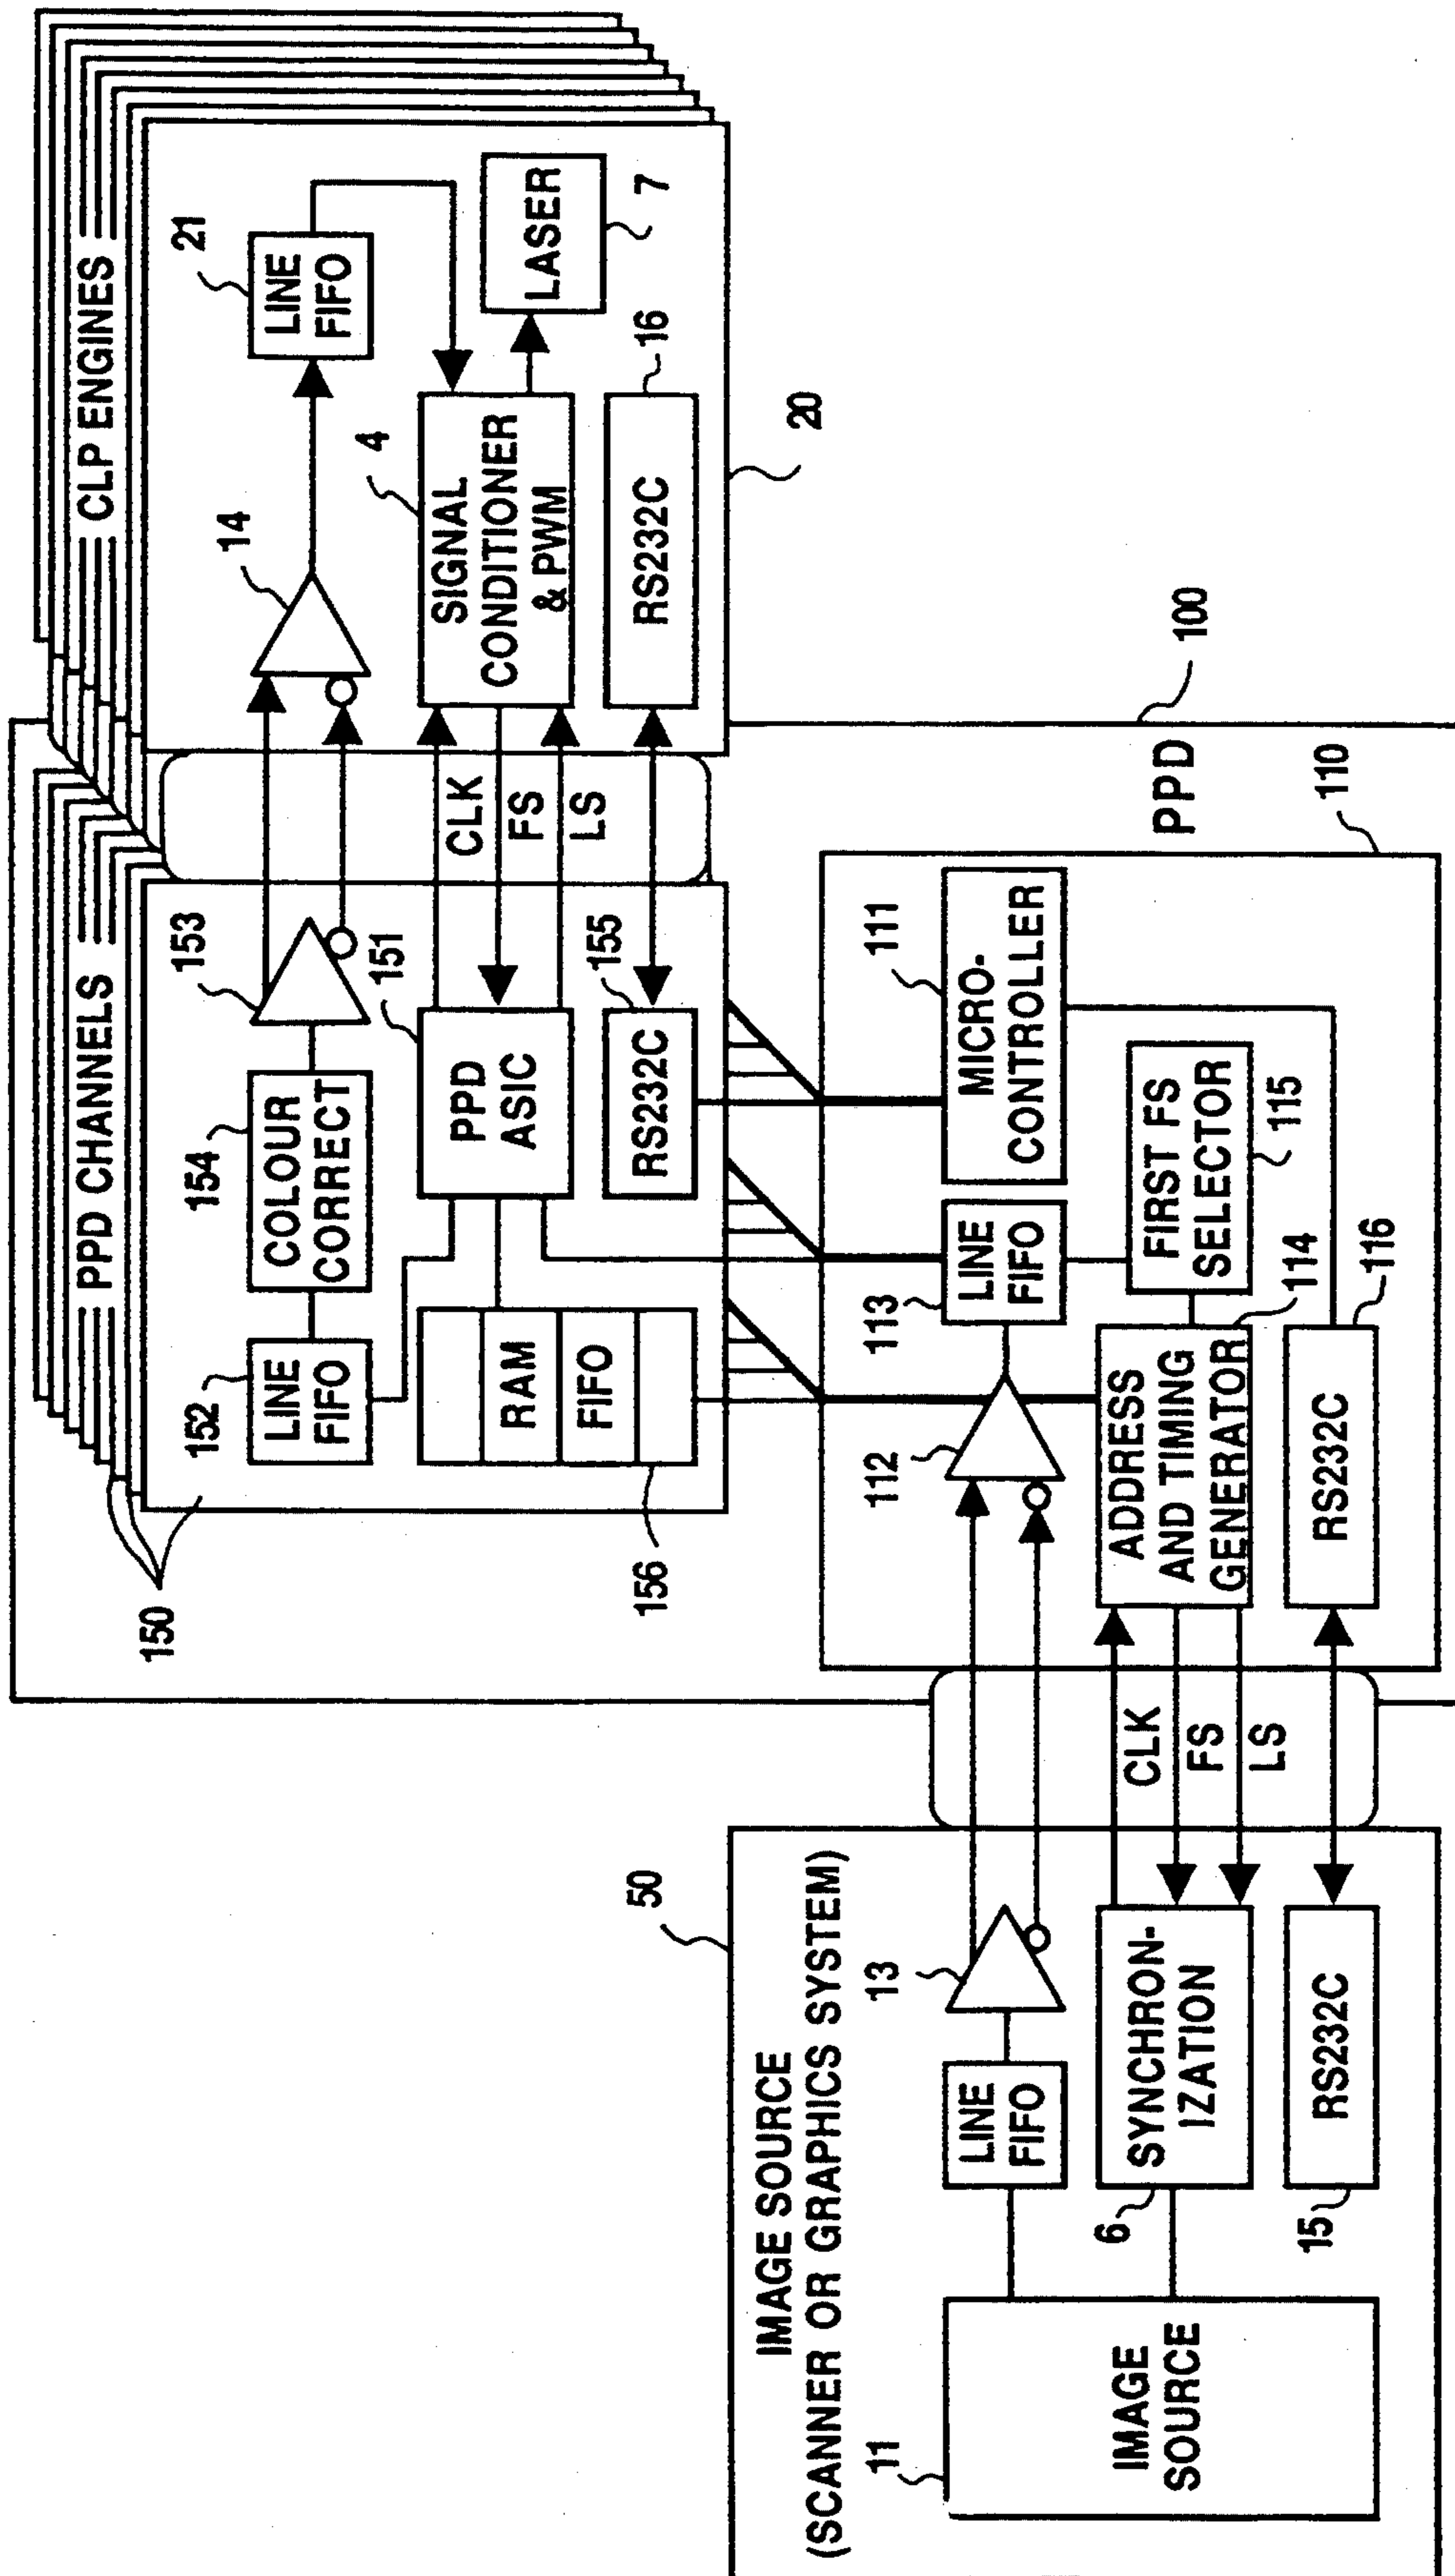 PPD CHANNELS
CLP ENGINES
150
152
LINE
FIFO
154
COLOUR
CORRECT
153
14
21
LINE
FIFO
RAM
FIFO
156
PPD
ASIC
151
RS232C
155
CLK
FS
LS
4
SIGNAL
CONDITIONER
& PWM
LASER
7
RS232C
16
20
100
PPD
110
50
IMAGE SOURCE
(SCANNER OR GRAPHICS SYSTEM)
11
IMAGE
SOURCE
LINE
FIFO
13
6
SYNCHRON-
IZATION
15
RS232C
CLK
FS
LS
112
113
LINE
FIFO
111
MICRO-
CONTROLLER
ADDRESS
AND TIMING
GENERATOR
114
FIRST FS
SELECTOR
115
RS232C
116